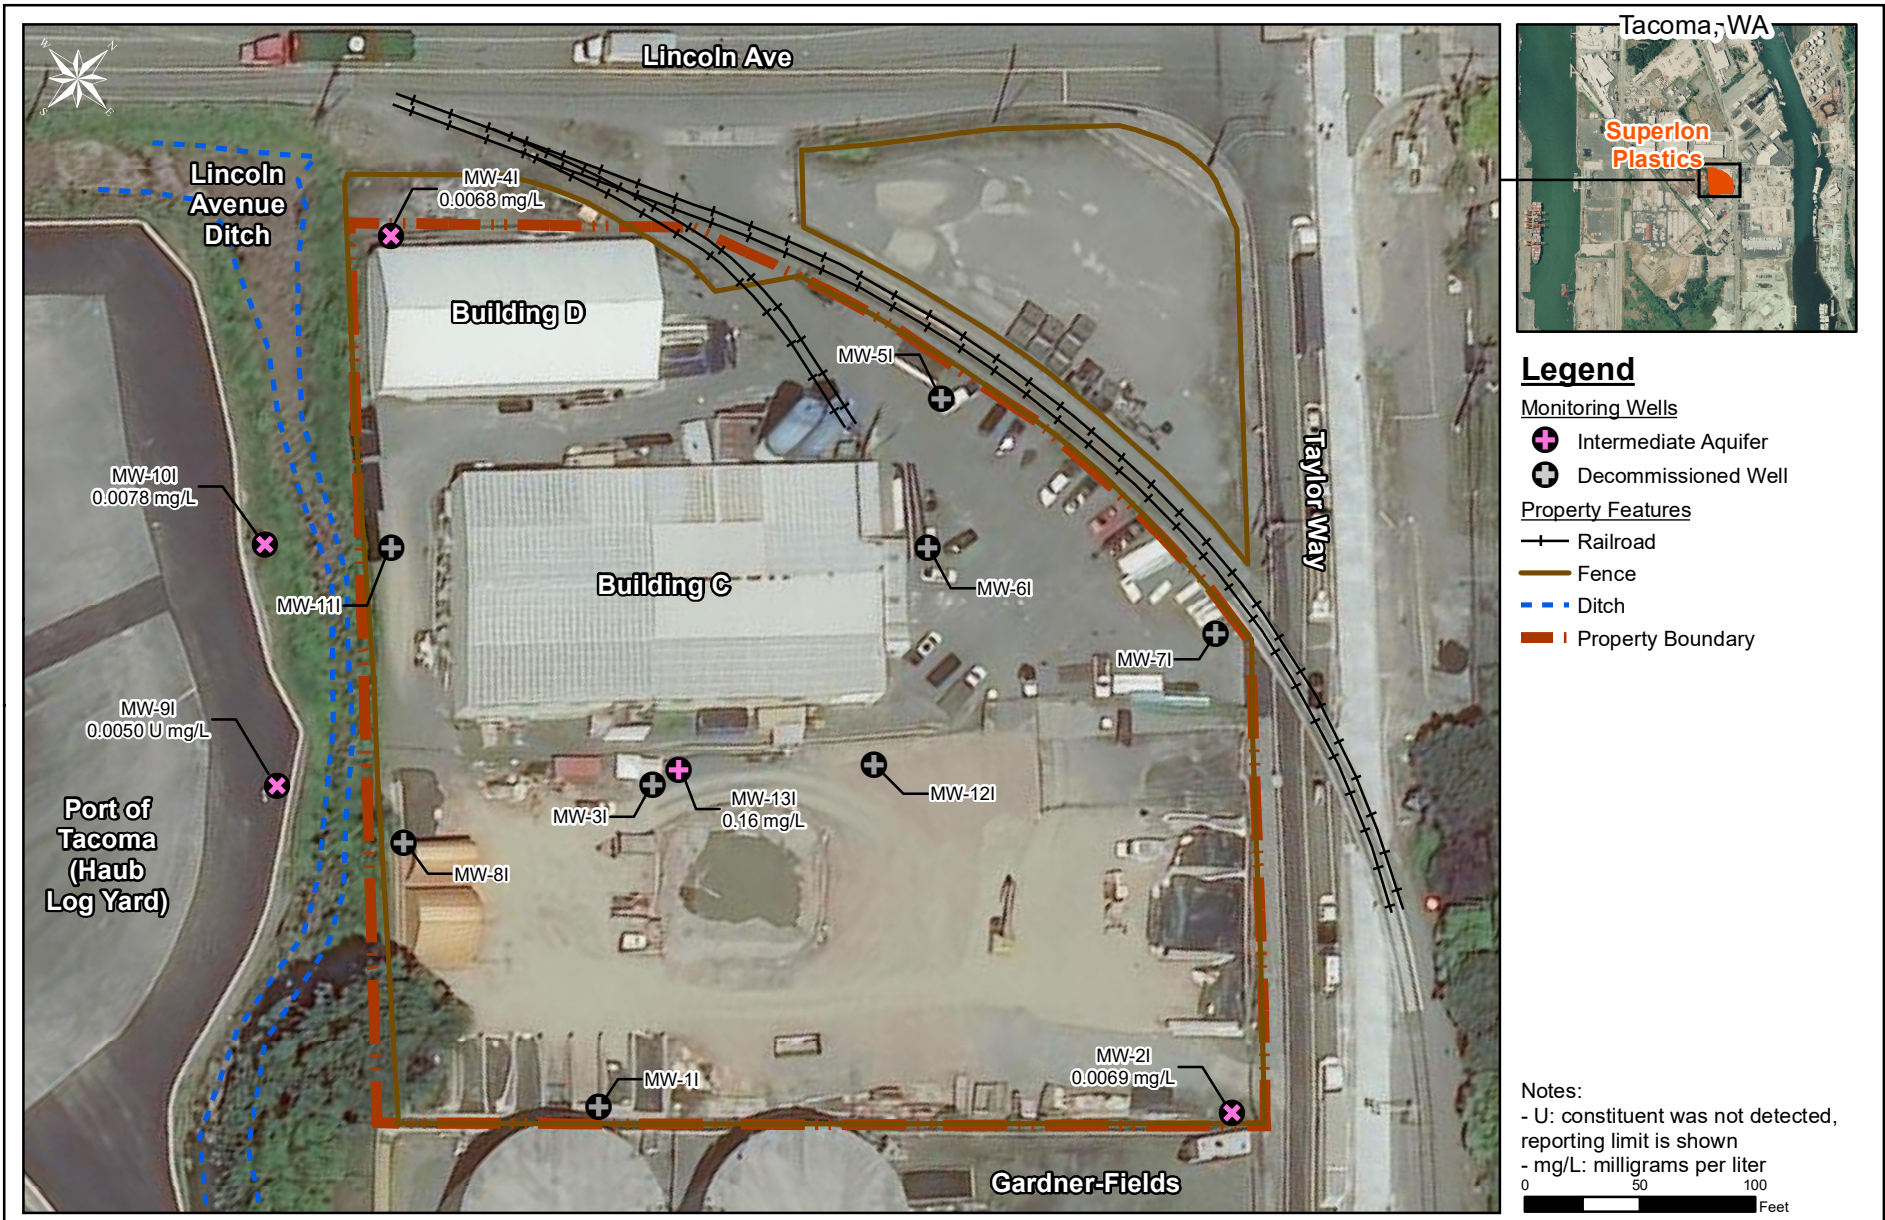 Lincoln Ave
W
N
S
E
Lincoln
Avenue
Ditch
MW-4I
0.0068 mg/L
Building D
MW-5I
Taylor Way
MW-10I
0.0078 mg/L
MW-11I
Building C
MW-6I
MW-7I
MW-9I
0.0050 U mg/L
Port of
Tacoma
(Haub
Log Yard)
MW-3I
MW-13I
0.16 mg/L
MW-12I
MW-8I
MW-1I
MW-2I
0.0069 mg/L
Gardner-Fields
Tacoma, WA
Superlon
Plastics
Legend
Monitoring Wells
Intermediate Aquifer
Decommissioned Well
Property Features
Railroad
Fence
Ditch
Property Boundary
Notes:
- U: constituent was not detected,
reporting limit is shown
- mg/L: milligrams per liter
0 50 100
Feet